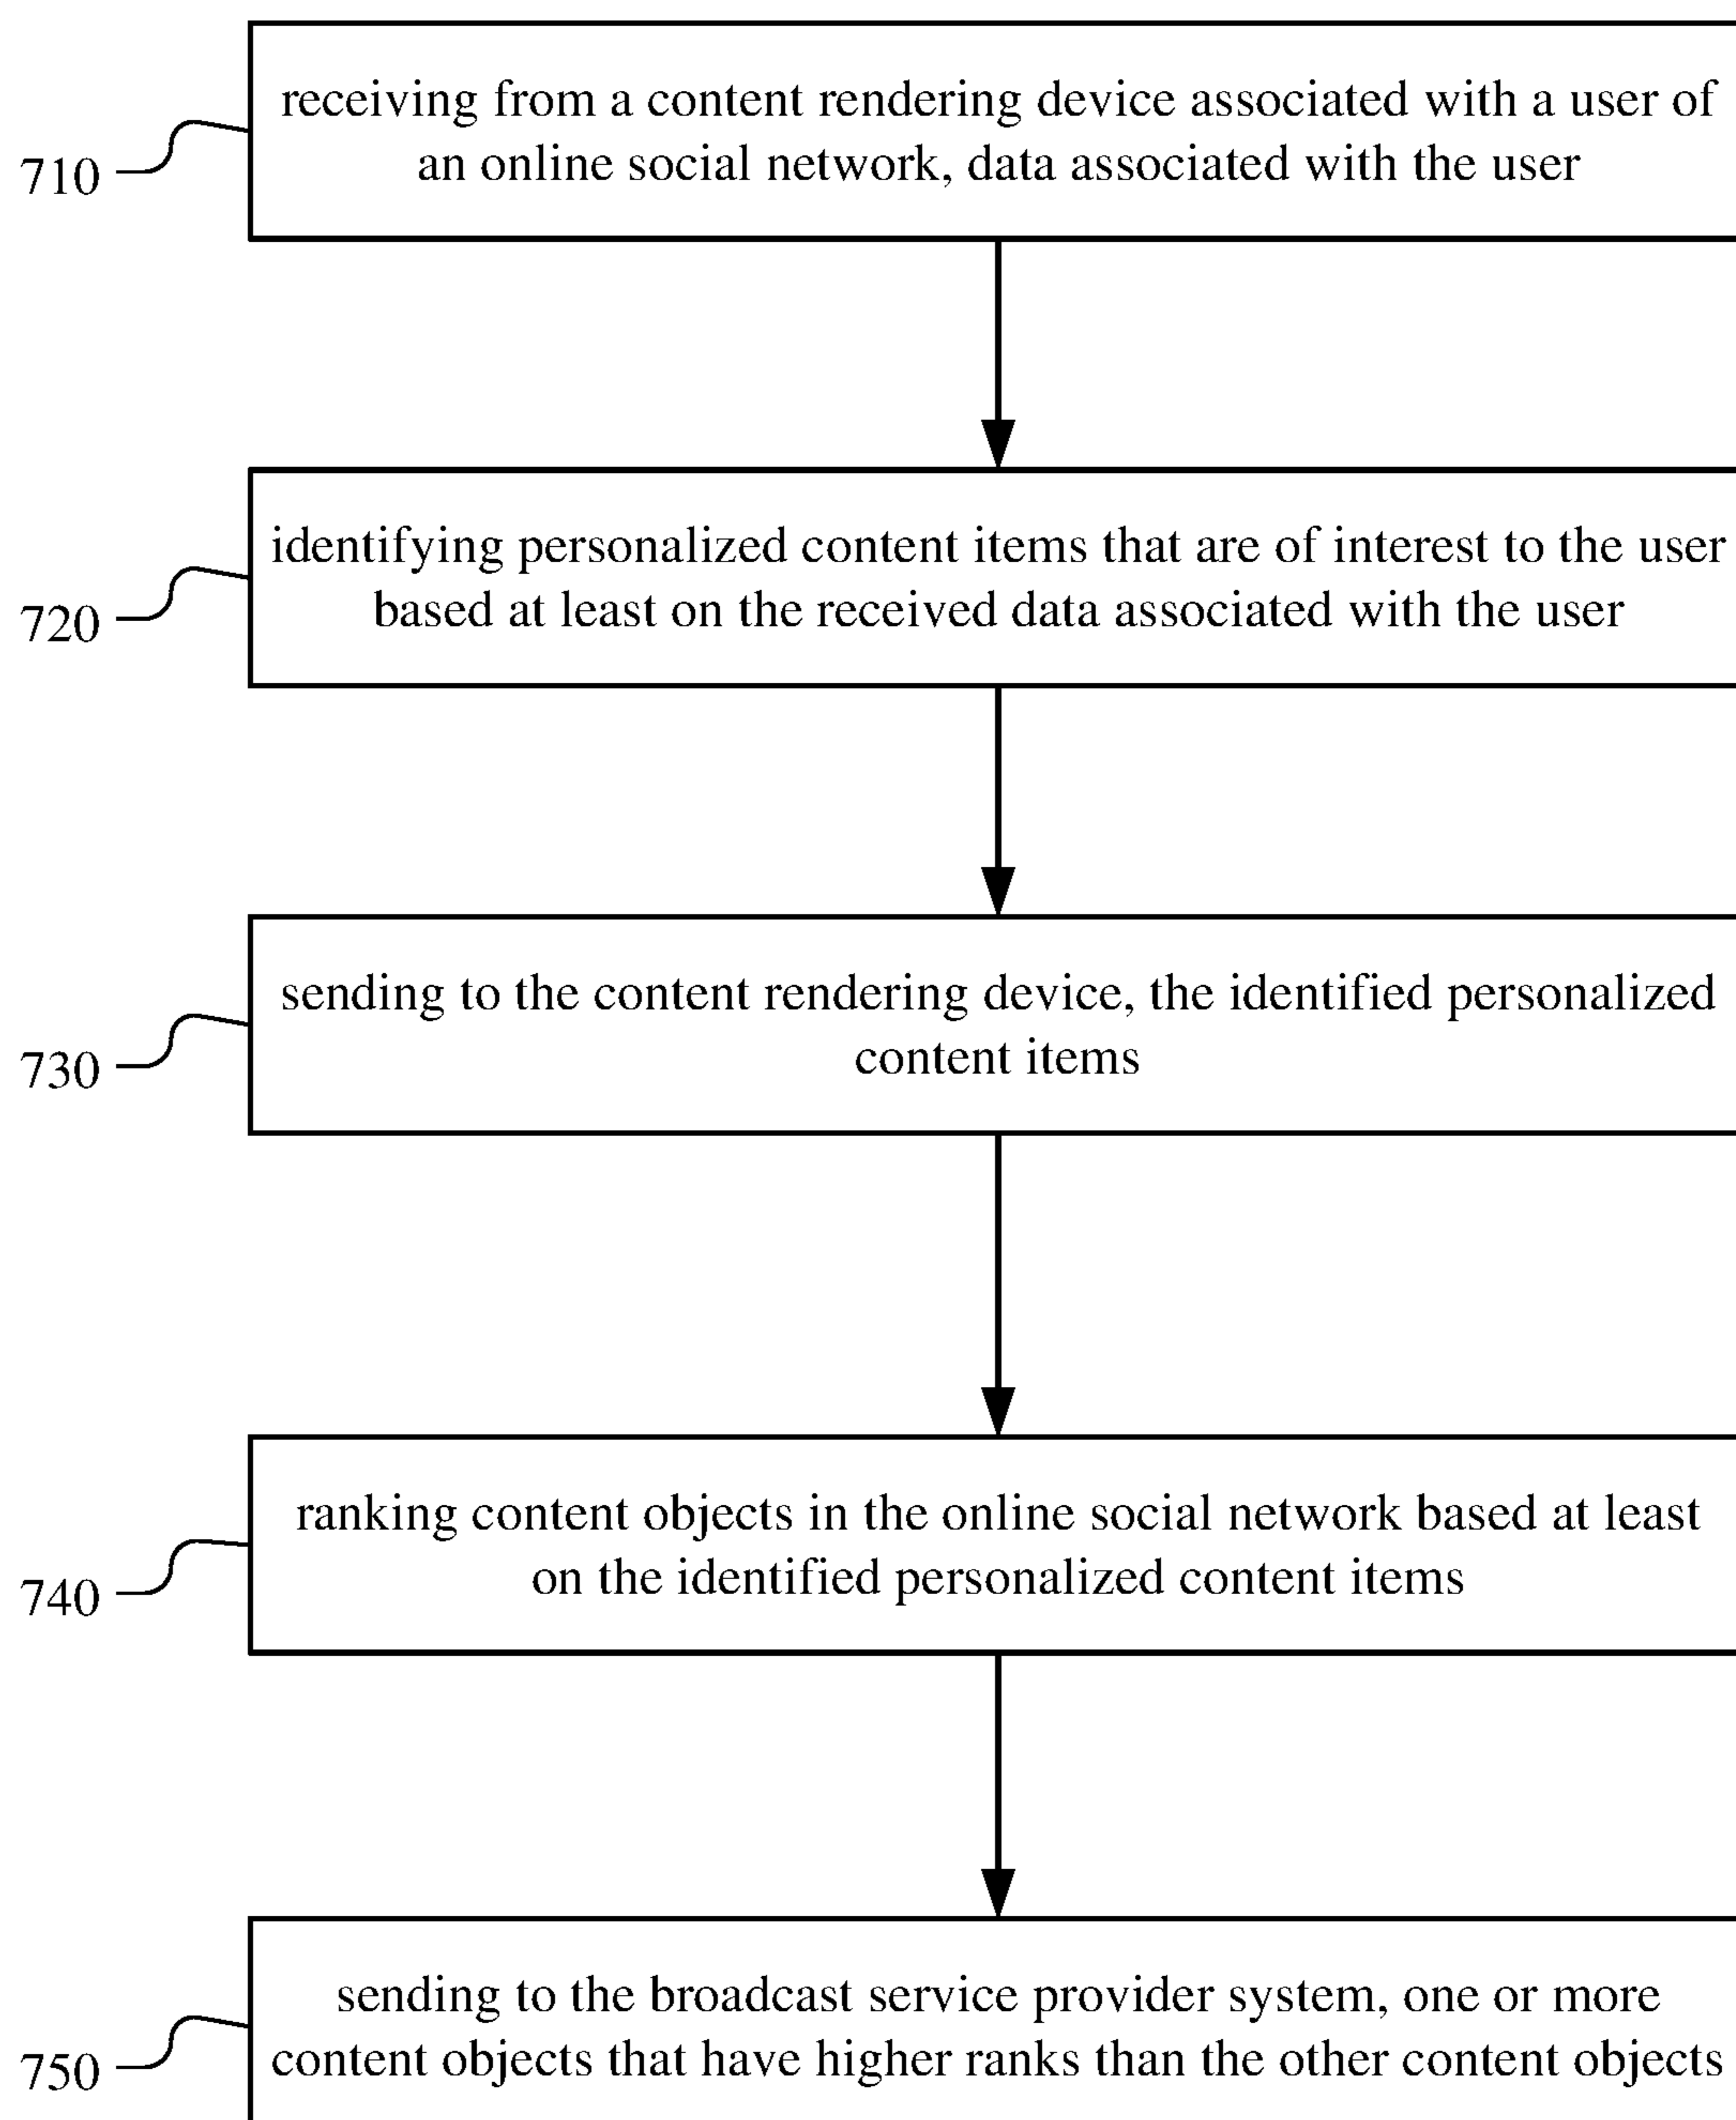 receiving from a content rendering device associated with a user of
an online social network, data associated with the user
710
identifying personalized content items that are of interest to the user
based at least on the received data associated with the user
720
sending to the content rendering device, the identified personalized
content items
730
ranking content objects in the online social network based at least
on the identified personalized content items
740
sending to the broadcast service provider system, one or more
content objects that have higher ranks than the other content objects
750